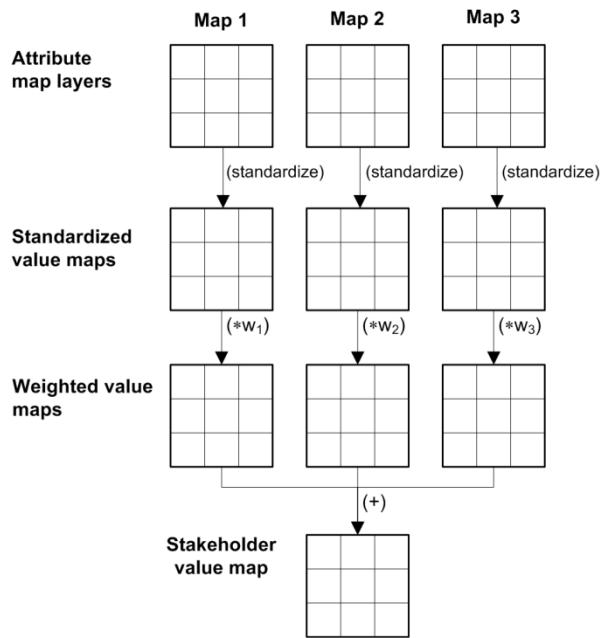 Map 1 Map 2 Map 3
Attribute
map layers
(standardize) (standardize) (standardize)
Standardized
value maps
(*w₁) (*w₂) (*w₃)
Weighted value
maps
(+)
Stakeholder
value map